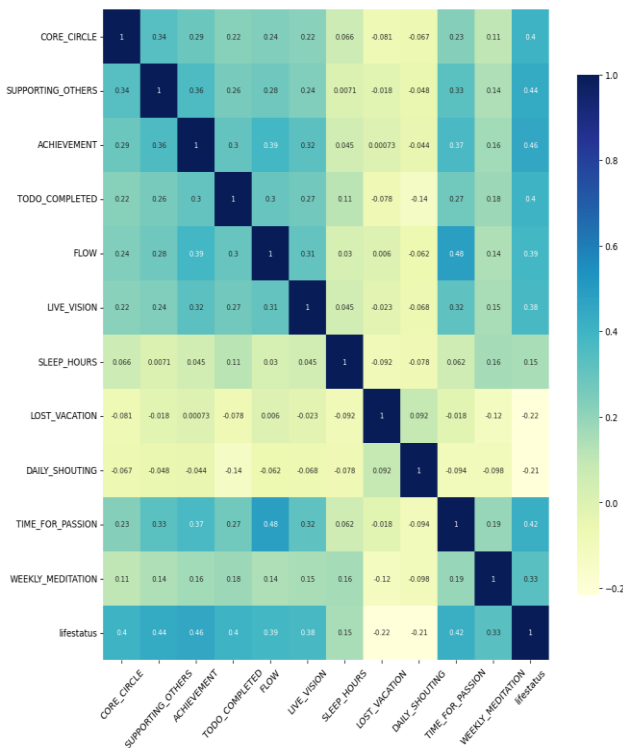 CORE_CIRCLE 1 0.34 0.29 0.22 0.24 0.22 0.066 -0.081 -0.067 0.23 0.11 0.4
SUPPORTING_OTHERS 0.34 1 0.36 0.26 0.28 0.24 0.0071 -0.018 -0.048 0.33 0.14 0.44
ACHIEVEMENT 0.29 0.36 1 0.3 0.39 0.32 0.045 0.00073 -0.044 0.37 0.16 0.46
TODO_COMPLETED 0.22 0.26 0.3 1 0.3 0.27 0.11 -0.078 -0.14 0.27 0.18 0.4
FLOW 0.24 0.28 0.39 0.3 1 0.31 0.03 0.006 -0.062 0.48 0.14 0.39
LIVE_VISION 0.22 0.24 0.32 0.27 0.31 1 0.045 -0.023 -0.068 0.32 0.15 0.38
SLEEP_HOURS 0.066 0.0071 0.045 0.11 0.03 0.045 1 -0.092 -0.078 0.062 0.16 0.15
LOST_VACATION -0.081 -0.018 0.00073 -0.078 0.006 -0.023 -0.092 1 0.092 -0.018 -0.12 -0.22
DAILY_SHOUTING -0.067 -0.048 -0.044 -0.14 -0.062 -0.068 -0.078 0.092 1 -0.094 -0.098 -0.21
TIME_FOR_PASSION 0.23 0.33 0.37 0.27 0.48 0.32 0.062 -0.018 -0.094 1 0.19 0.42
WEEKLY_MEDITATION 0.11 0.14 0.16 0.18 0.14 0.15 0.16 -0.12 -0.098 0.19 1 0.33
lifestatus 0.4 0.44 0.46 0.4 0.39 0.38 0.15 -0.22 -0.21 0.42 0.33 1
CORE_CIRCLE
SUPPORTING_OTHERS
ACHIEVEMENT
TODO_COMPLETED
FLOW
LIVE_VISION
SLEEP_HOURS
LOST_VACATION
DAILY_SHOUTING
TIME_FOR_PASSION
WEEKLY_MEDITATION
lifestatus
1.0
0.8
0.6
0.4
0.2
0.0
-0.2